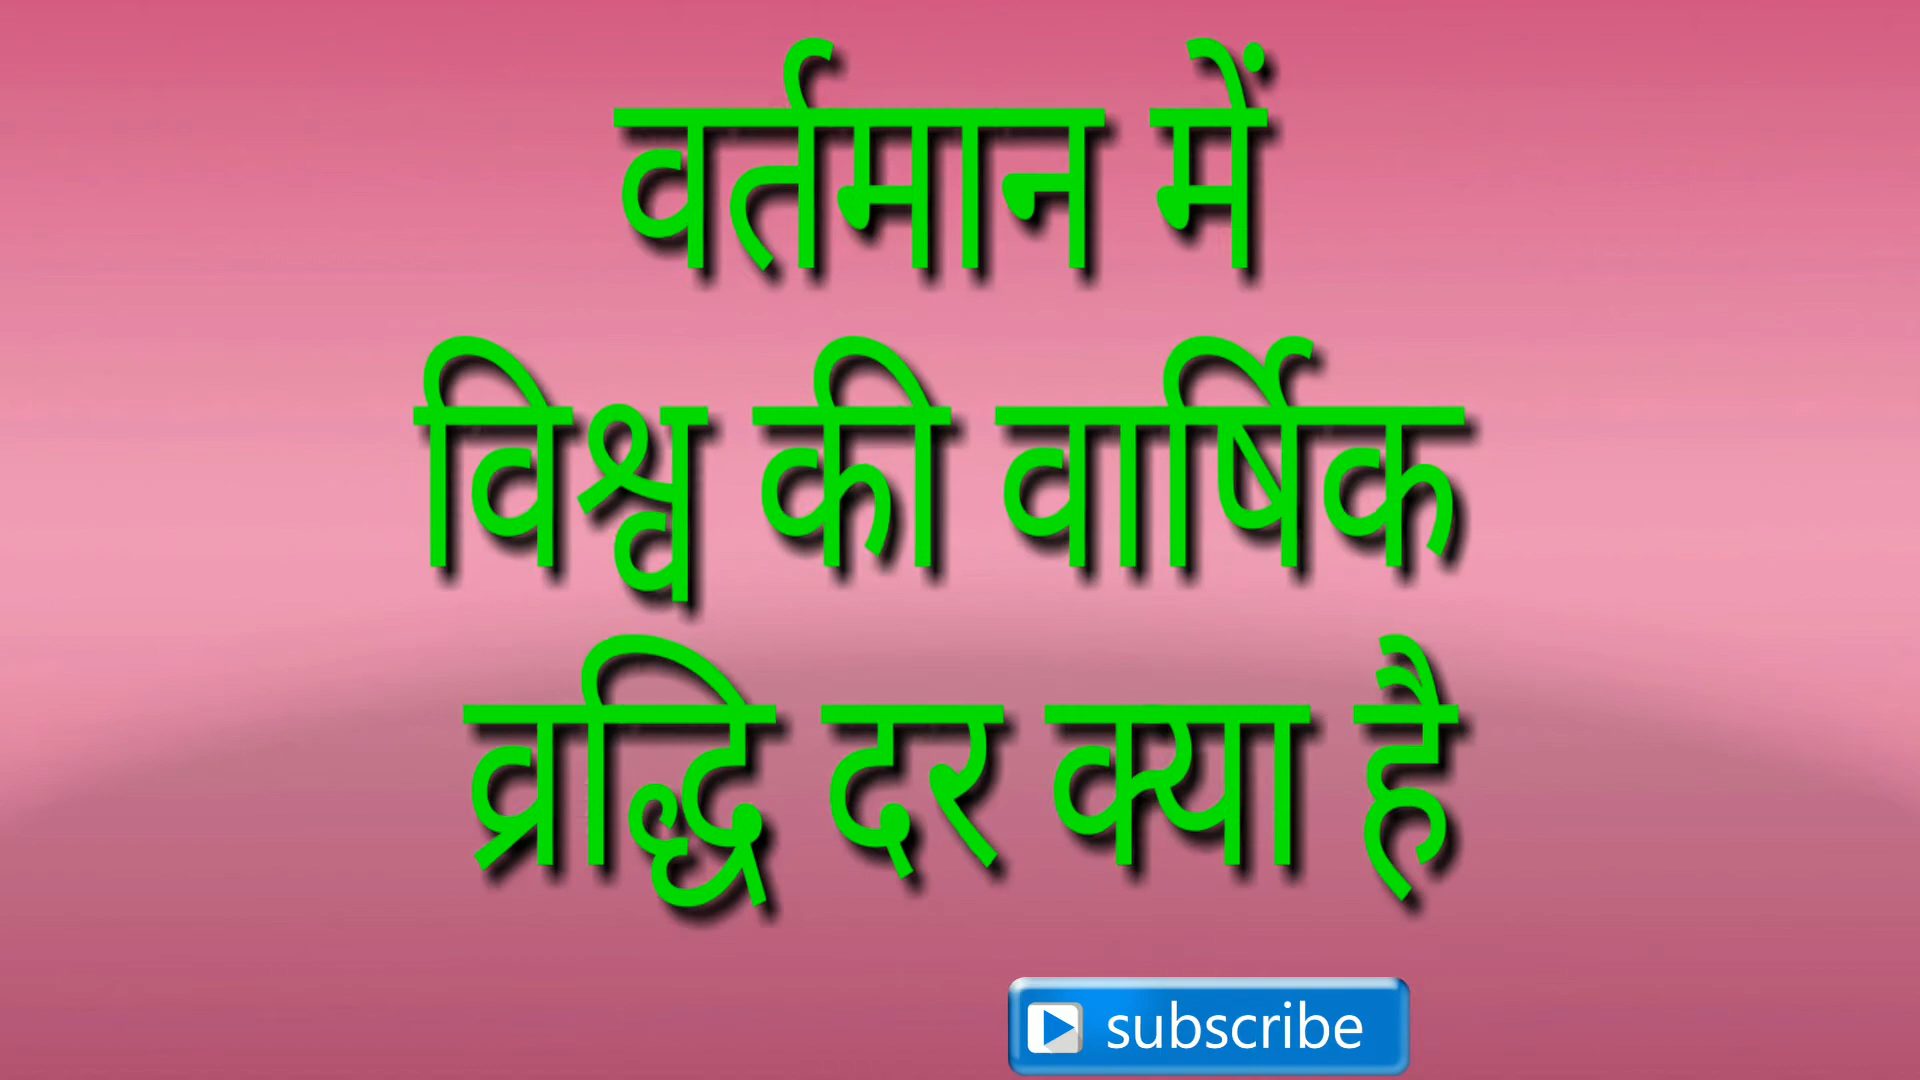 वर्तमान में
विश्व की वार्षिक
व्रद्धि दर क्या है
subscribe